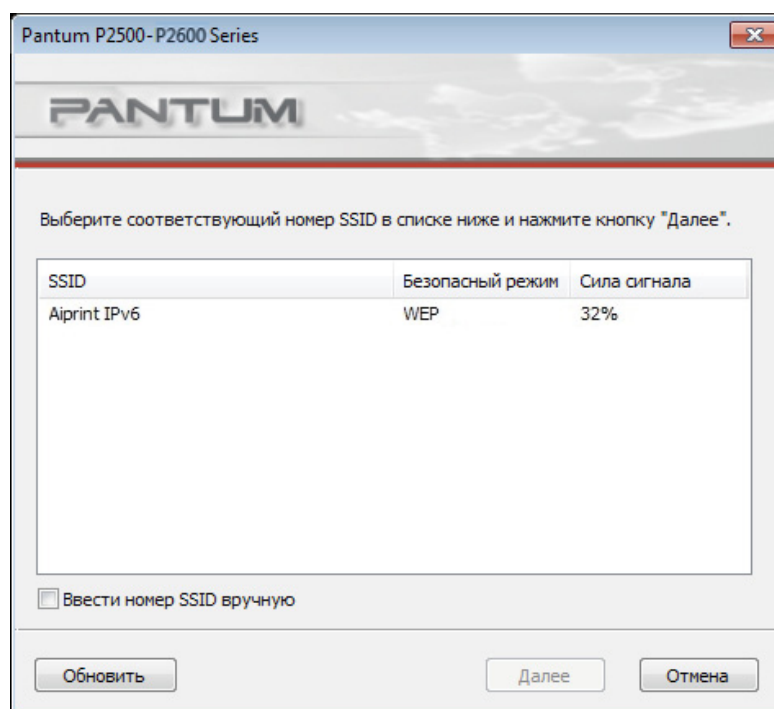 Pantum P2500-P2600 Series
PANTUM
Выберите соответствующий номер SSID в списке ниже и нажмите кнопку "Далее".
SSID Безопасный режим Сила сигнала
Aiprint IPv6 WEP 32%
Ввести номер SSID вручную
Обновить Далее Отмена